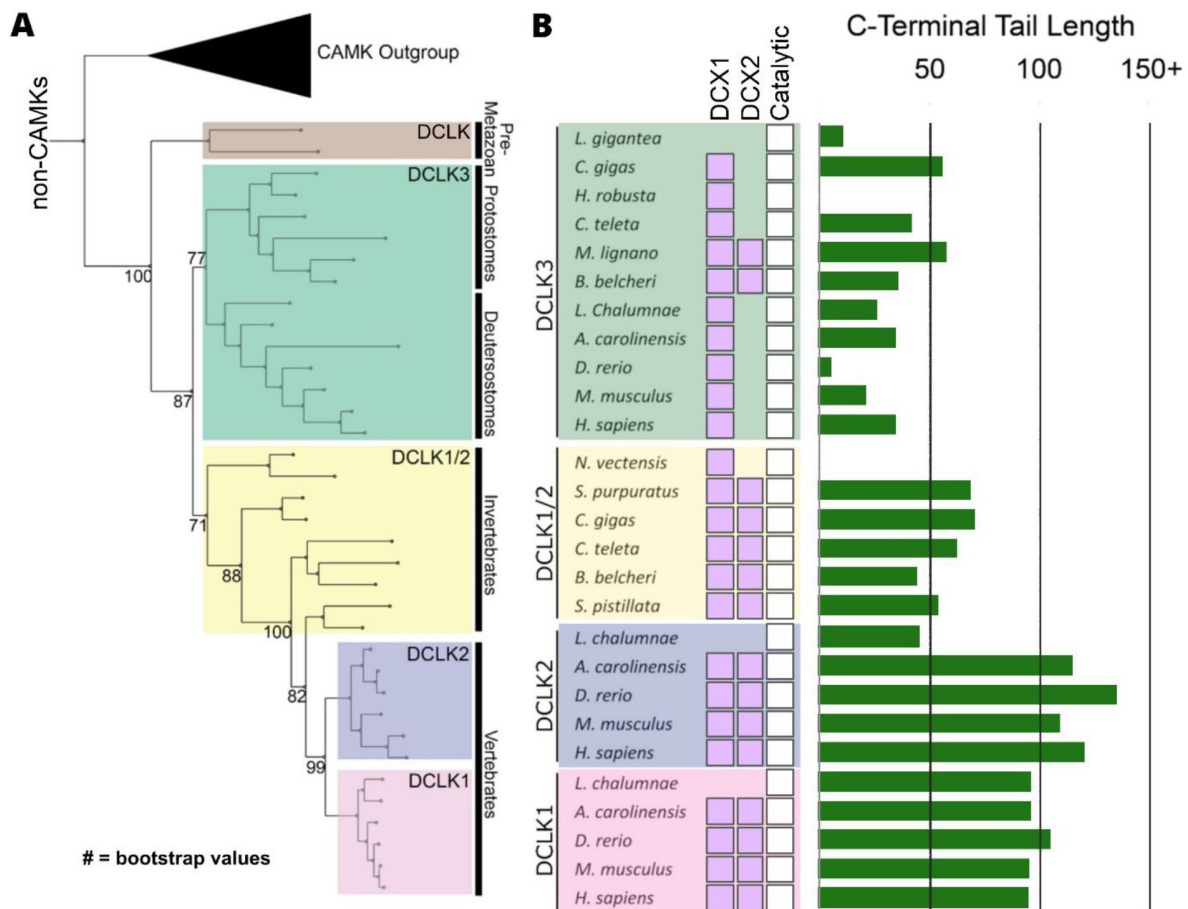 A
CAMK Outgroup
non-CAMKs
DCLK
Pre-
Metazoan
DCLK3
Protostomes
Deutersostomes
77
100
87
DCLK1/2
Invertebrates
71
88
100
DCLK2
82
Vertebrates
99
DCLK1
# = bootstrap values
B
C-Terminal Tail Length
DCX1
DCX2
Catalytic
50
100
150+
DCLK3
L. gigantea
C. gigas
H. robusta
C. teleta
M. lignano
B. belcheri
L. Chalumnae
A. carolinensis
D. rerio
M. musculus
H. sapiens
DCLK1/2
N. vectensis
S. purpuratus
C. gigas
C. teleta
B. belcheri
S. pistillata
DCLK2
L. chalumnae
A. carolinensis
D. rerio
M. musculus
H. sapiens
DCLK1
L. chalumnae
A. carolinensis
D. rerio
M. musculus
H. sapiens